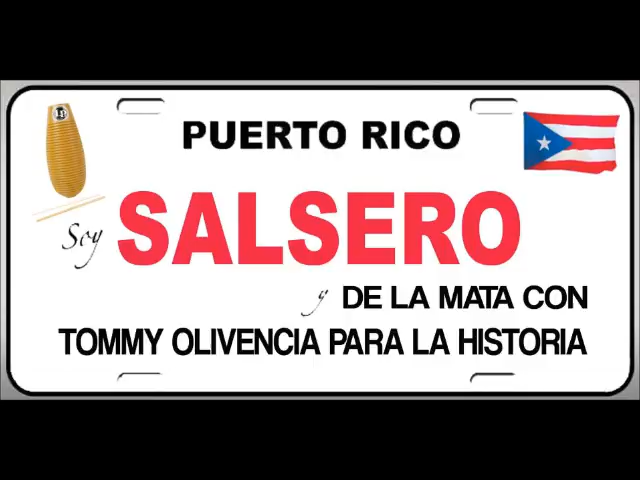 PUERTO RICO
Soy SALSERO
y DE LA MATA CON
TOMMY OLIVENCIA PARA LA HISTORIA